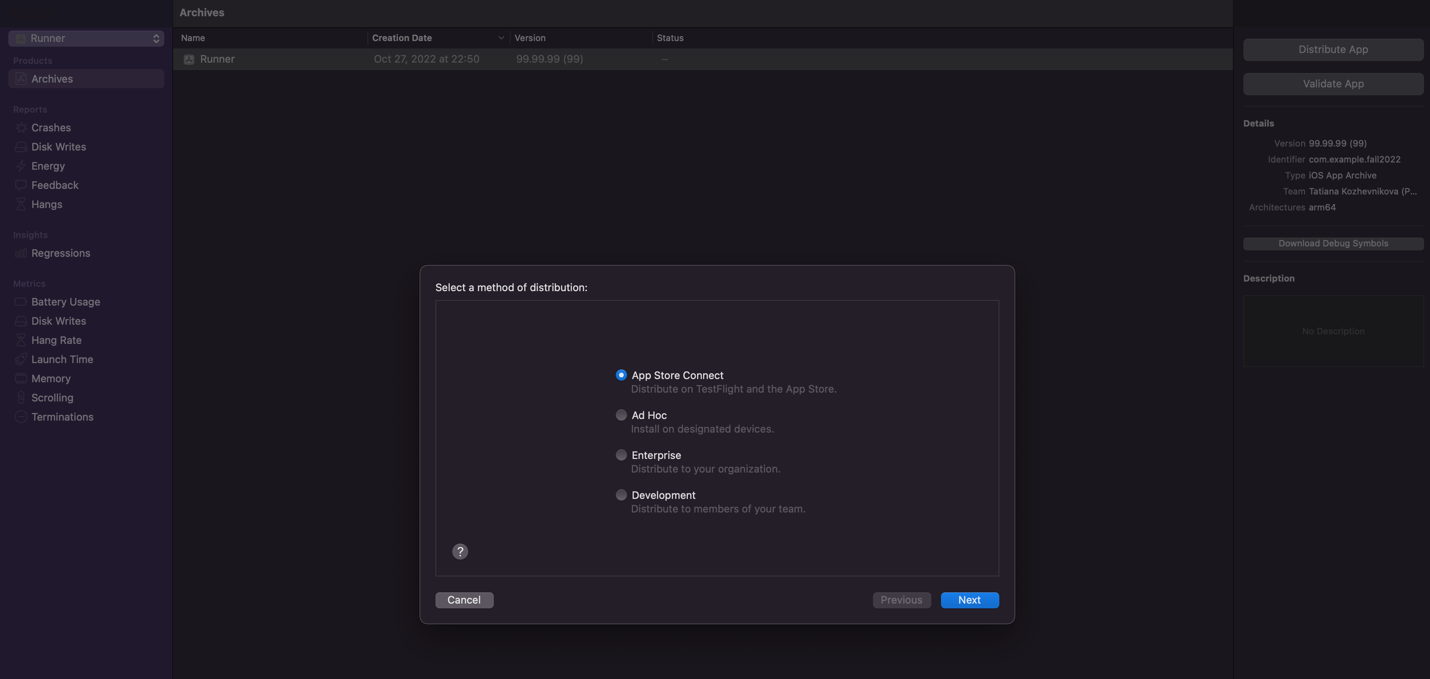 Archives
Runner
Products
Archives
Reports
Crashes
Disk Writes
Energy
Feedback
Hangs
Insights
Regressions
Metrics
Battery Usage
Disk Writes
Hang Rate
Launch Time
Memory
Scrolling
Terminations
Name Creation Date Version Status
Runner Oct 27, 2022 at 22:50 99.99.99 (99) --
Select a method of distribution:
App Store Connect
Distribute on TestFlight and the App Store.
Ad Hoc
Install on designated devices.
Enterprise
Distribute to your organization.
Development
Distribute to members of your team.
?
Cancel Previous Next
Distribute App
Validate App
Details
Version 99.99.99 (99)
Identifier com.example.fall2022
Type iOS App Archive
Team Tatiana Kozhevnikova (P...
Architectures arm64
Download Debug Symbols
Description
No Description